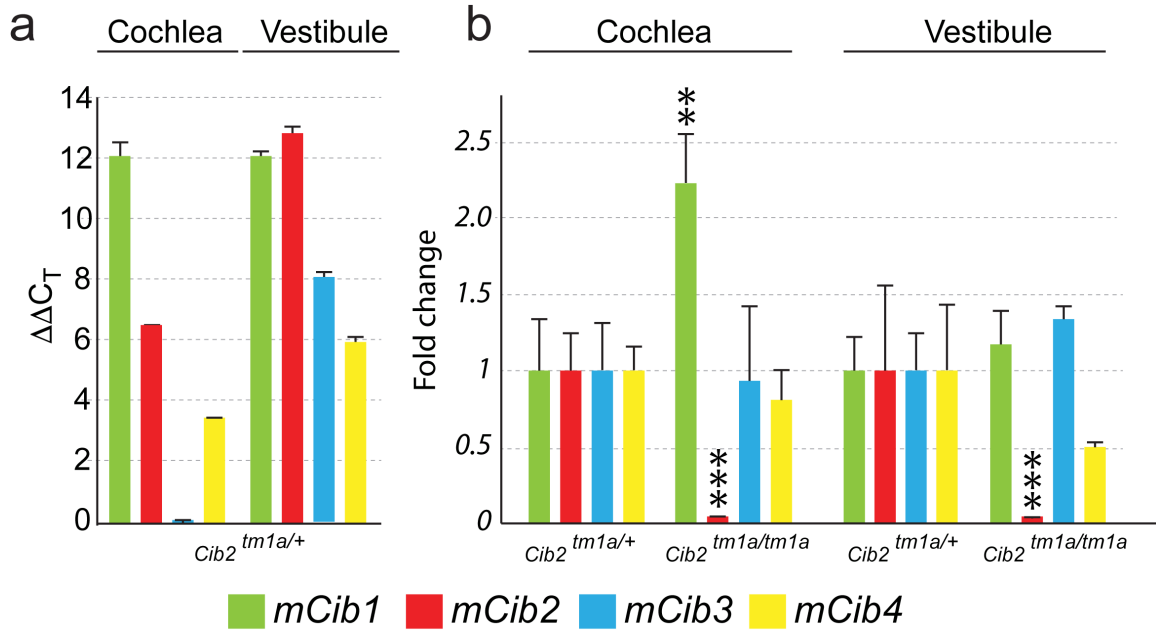 a
Cochlea Vestibule
ΔΔC_T
14
12
10
8
6
4
2
0
Cib2 tm1a/+
b
Cochlea Vestibule
Fold change
2.5
2.0
1.5
1
0.5
0
**
***
***
Cib2 tm1a/+ Cib2 tm1a/tm1a Cib2 tm1a/+ Cib2 tm1a/tm1a
mCib1 mCib2 mCib3 mCib4